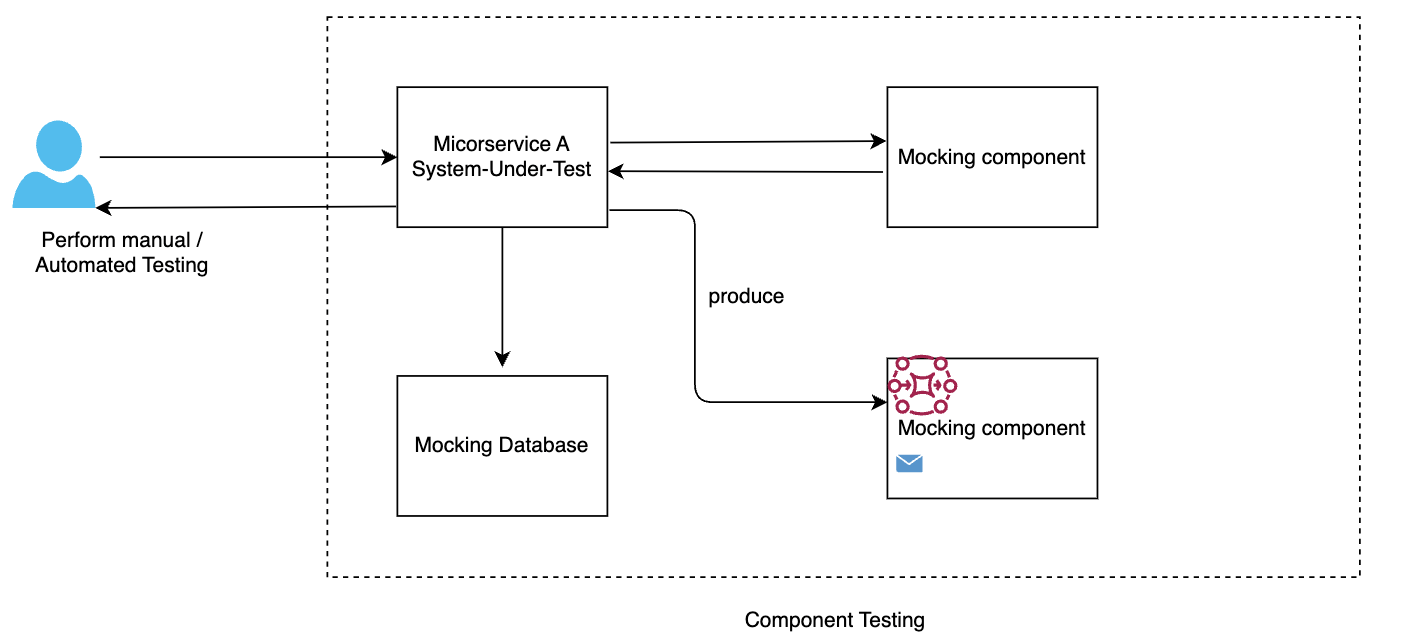 Micorservice A
System-Under-Test
Mocking component
Perform manual /
Automated Testing
produce
Mocking Database
Mocking component
Component Testing